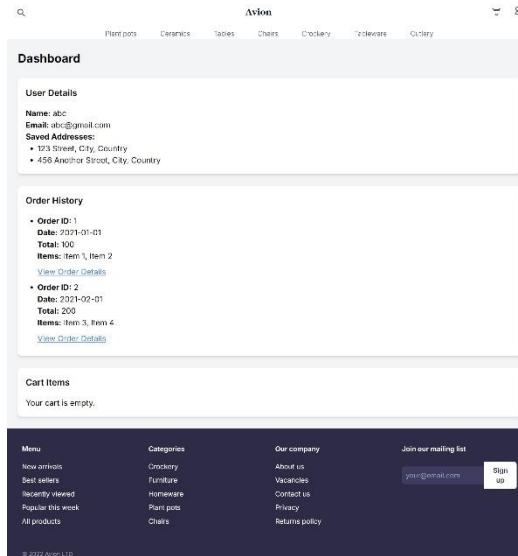 Avion
Plant pots Ceramics Tables Chairs Crockery Tableware Cutlery
Dashboard
User Details
Name: abc
Email: abc@gmail.com
Saved Addresses:
• 123 Street, City, Country
• 456 Another Street, City, Country
Order History
• Order ID: 1
Date: 2021-01-01
Total: 100
Items: Item 1, Item 2
View Order Details
• Order ID: 2
Date: 2021-02-01
Total: 200
Items: Item 3, Item 4
View Order Details
Cart Items
Your cart is empty.
Menu
New arrivals
Best sellers
Recently viewed
Popular this week
All products
Categories
Crockery
Furniture
Homeware
Plant pots
Chairs
Our company
About us
Vacancies
Contact us
Privacy
Returns policy
Join our mailing list
your@email.com
Sign
up
© 2022 Avion LTD